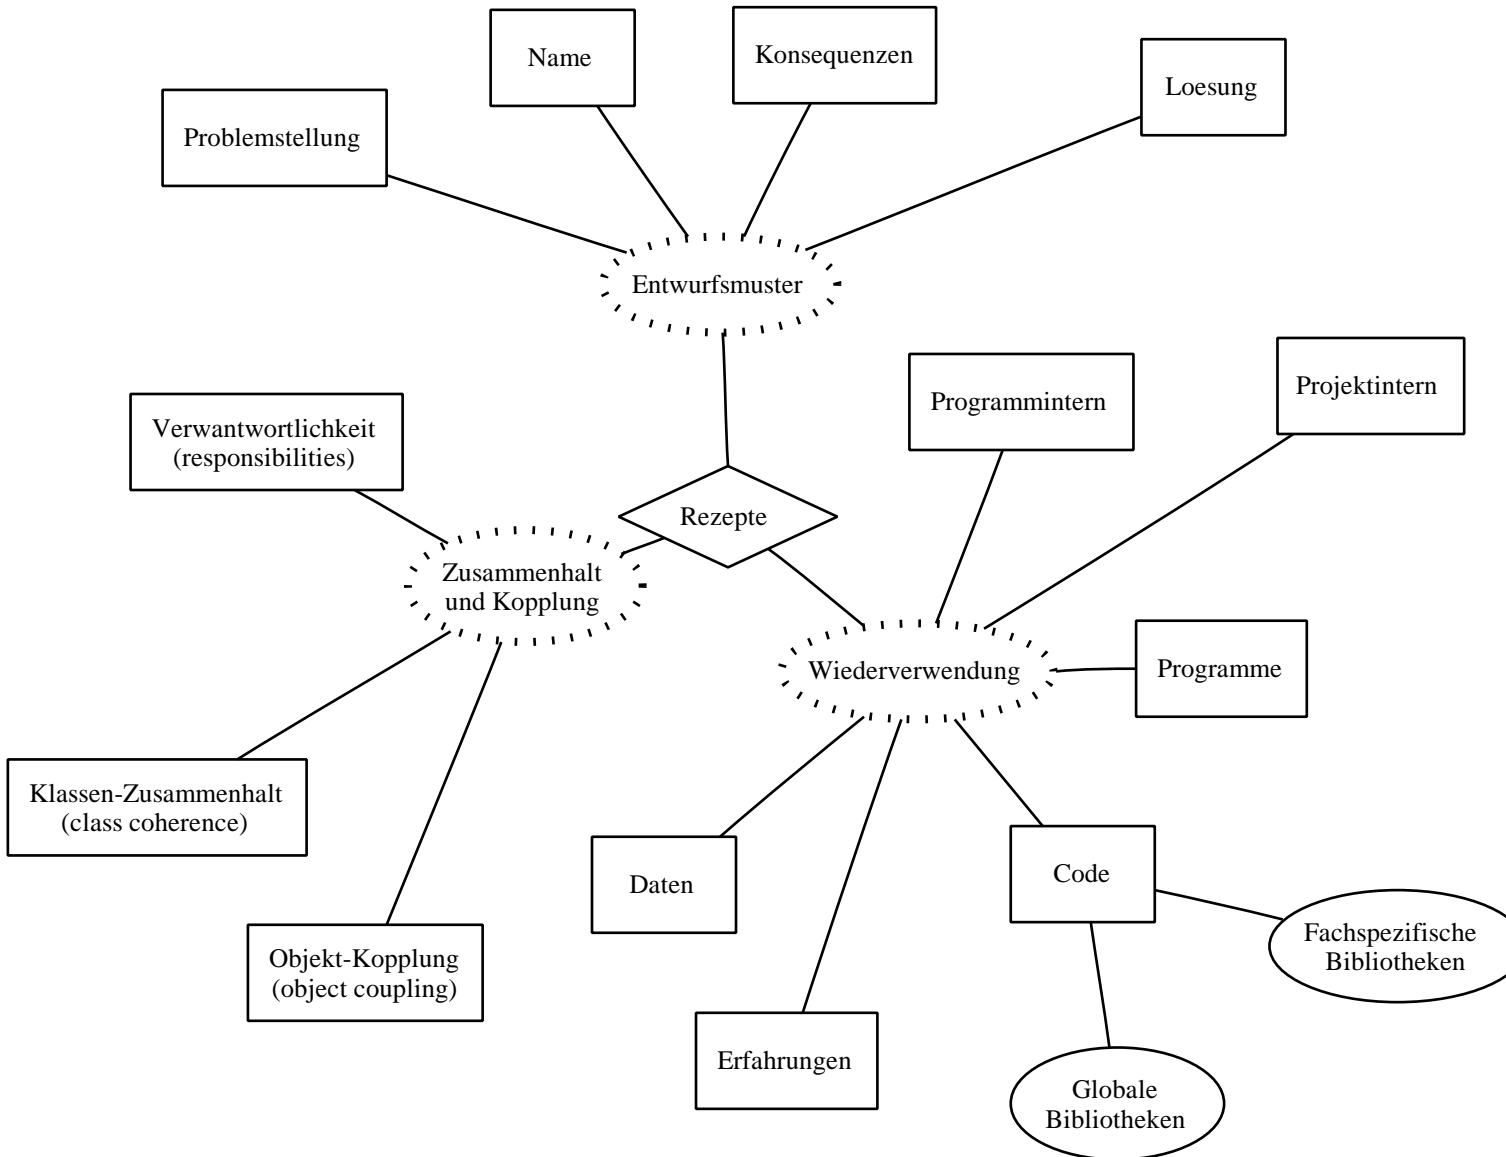 Name
Konsequenzen
Loesung
Problemstellung
Entwurfsmuster
Programmintern
Projektintern
Verwantwortlichkeit
(responsibilities)
Rezepte
Zusammenhalt
und Kopplung
Wiederverwendung
Programme
Klassen-Zusammenhalt
(class coherence)
Daten
Code
Objekt-Kopplung
(object coupling)
Fachspezifische
Bibliotheken
Erfahrungen
Globale
Bibliotheken